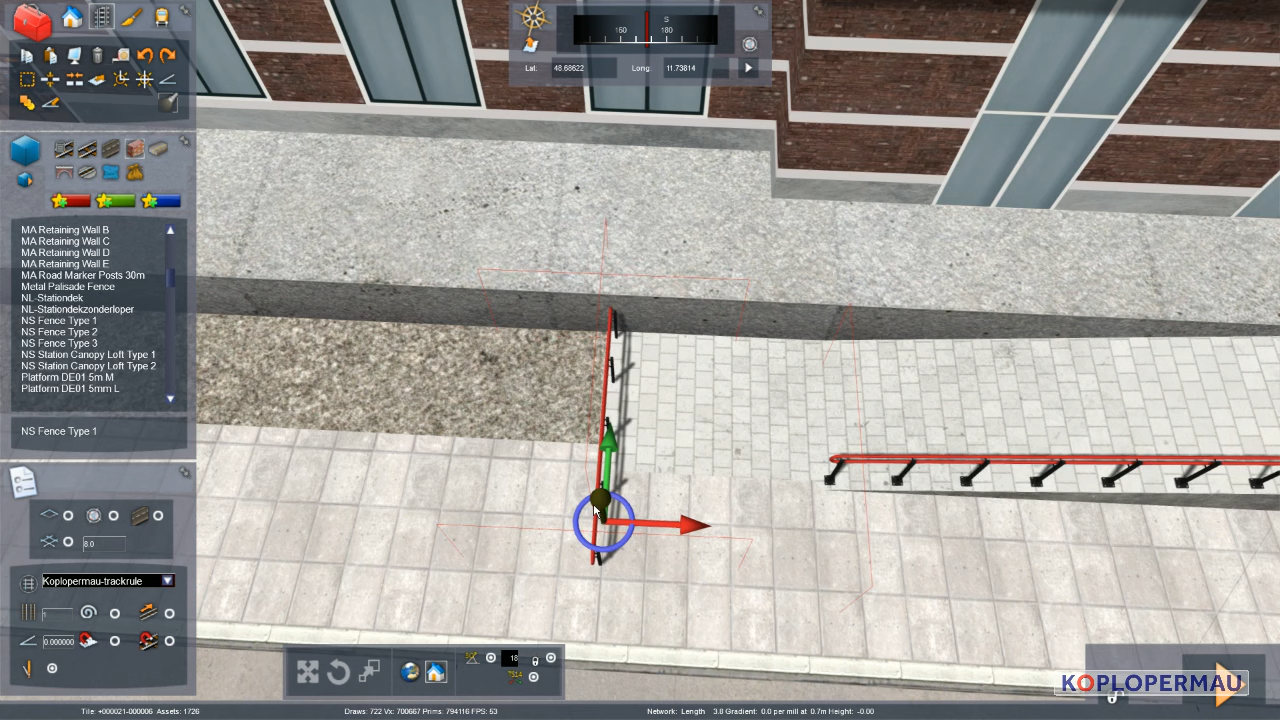 S
150 180
Lat: 48.68622 Long: 11.73814
MA Retaining Wall B
MA Retaining Wall C
MA Retaining Wall D
MA Retaining Wall E
MA Road Marker Posts 30m
Metal Palisade Fence
NL-Stationdek
NL-Stationdekzonderloper
NS Fence Type 1
NS Fence Type 2
NS Fence Type 3
NS Station Canopy Loft Type 1
NS Station Canopy Loft Type 2
Platform DE01 5m M
Platform DE01 5mm L
NS Fence Type 1
8.0
Koplopermau-trackrule
1
0.000000
18
KOPLOPERMAU
Tile: +000021-000006 Assets: 1726 Draws: 722 Vx: 700667 Prims: 794116 FPS: 53 Network: Length 3.8 Gradient: 0.0 per mill at 0.7m Height: -0.00